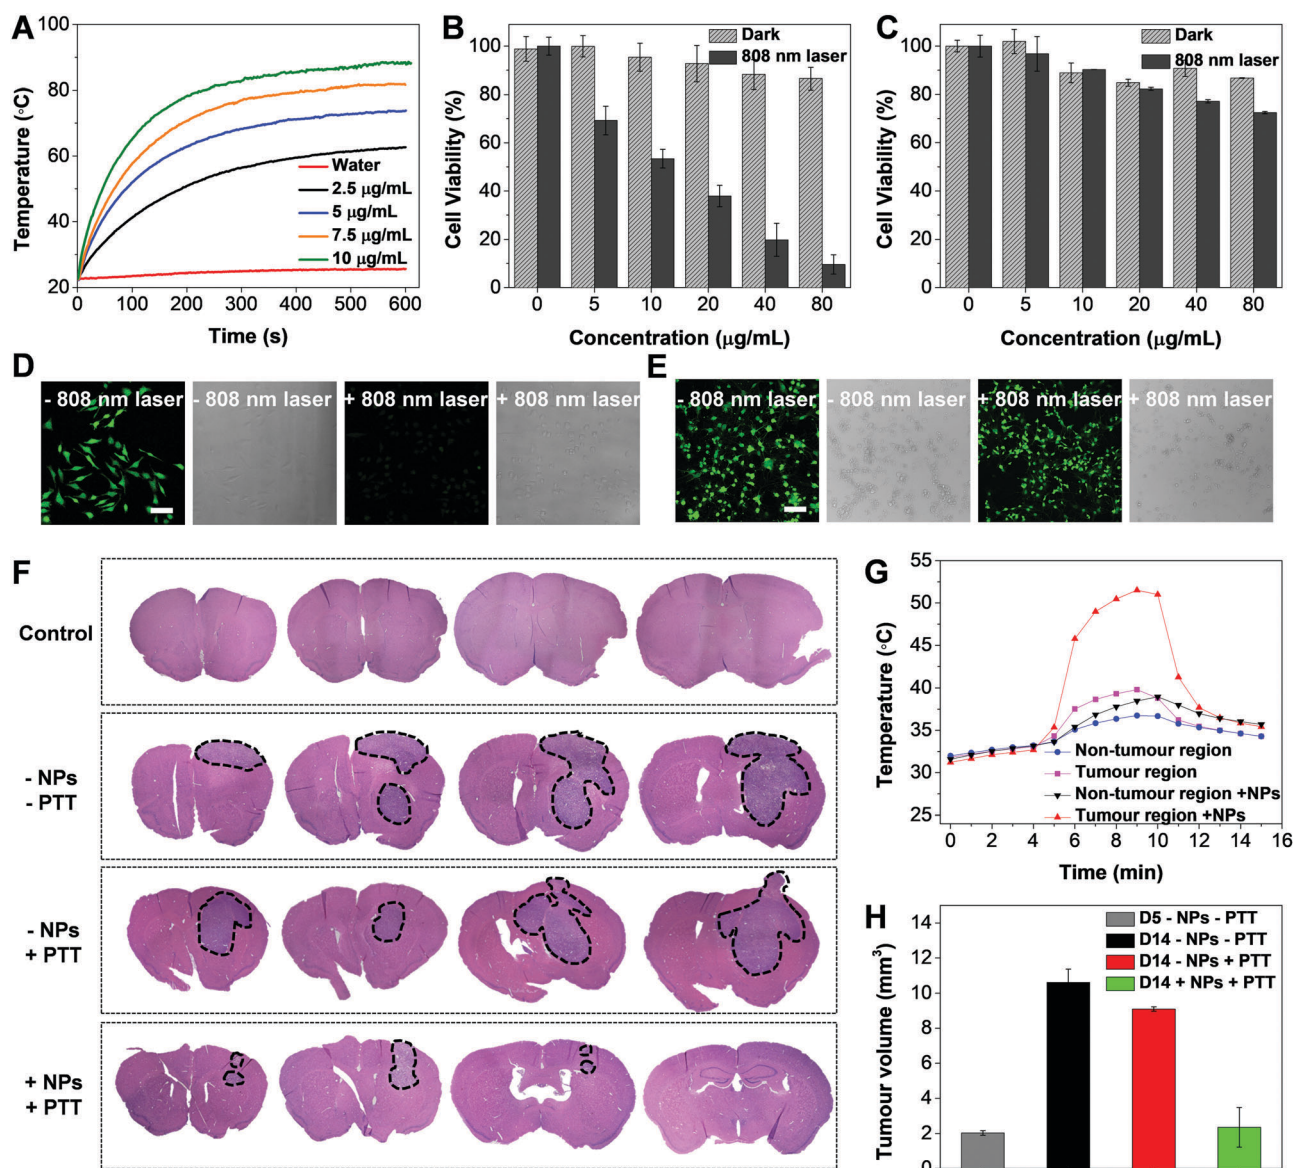 A
Temperature (°C)
100
80
60
40
20
0 100 200 300 400 500 600
Time (s)
Water
2.5 μg/mL
5 μg/mL
7.5 μg/mL
10 μg/mL
B
Cell Viability (%)
100
80
60
40
20
0
0 5 10 20 40 80
Concentration (μg/mL)
Dark
808 nm laser
C
Cell Viability (%)
100
80
60
40
20
0
0 5 10 20 40 80
Concentration (μg/mL)
Dark
808 nm laser
D
- 808 nm laser
- 808 nm laser
+ 808 nm laser
+ 808 nm laser
E
- 808 nm laser
- 808 nm laser
+ 808 nm laser
+ 808 nm laser
F
Control
- NPs
- PTT
- NPs
+ PTT
+ NPs
+ PTT
G
Temperature (°C)
55
50
45
40
35
30
25
0 2 4 6 8 10 12 14 16
Time (min)
Non-tumour region
Tumour region
Non-tumour region +NPs
Tumour region +NPs
H
Tumour volume (mm³)
14
12
10
8
6
4
2
0
D5 - NPs - PTT
D14 - NPs - PTT
D14 - NPs + PTT
D14 + NPs + PTT